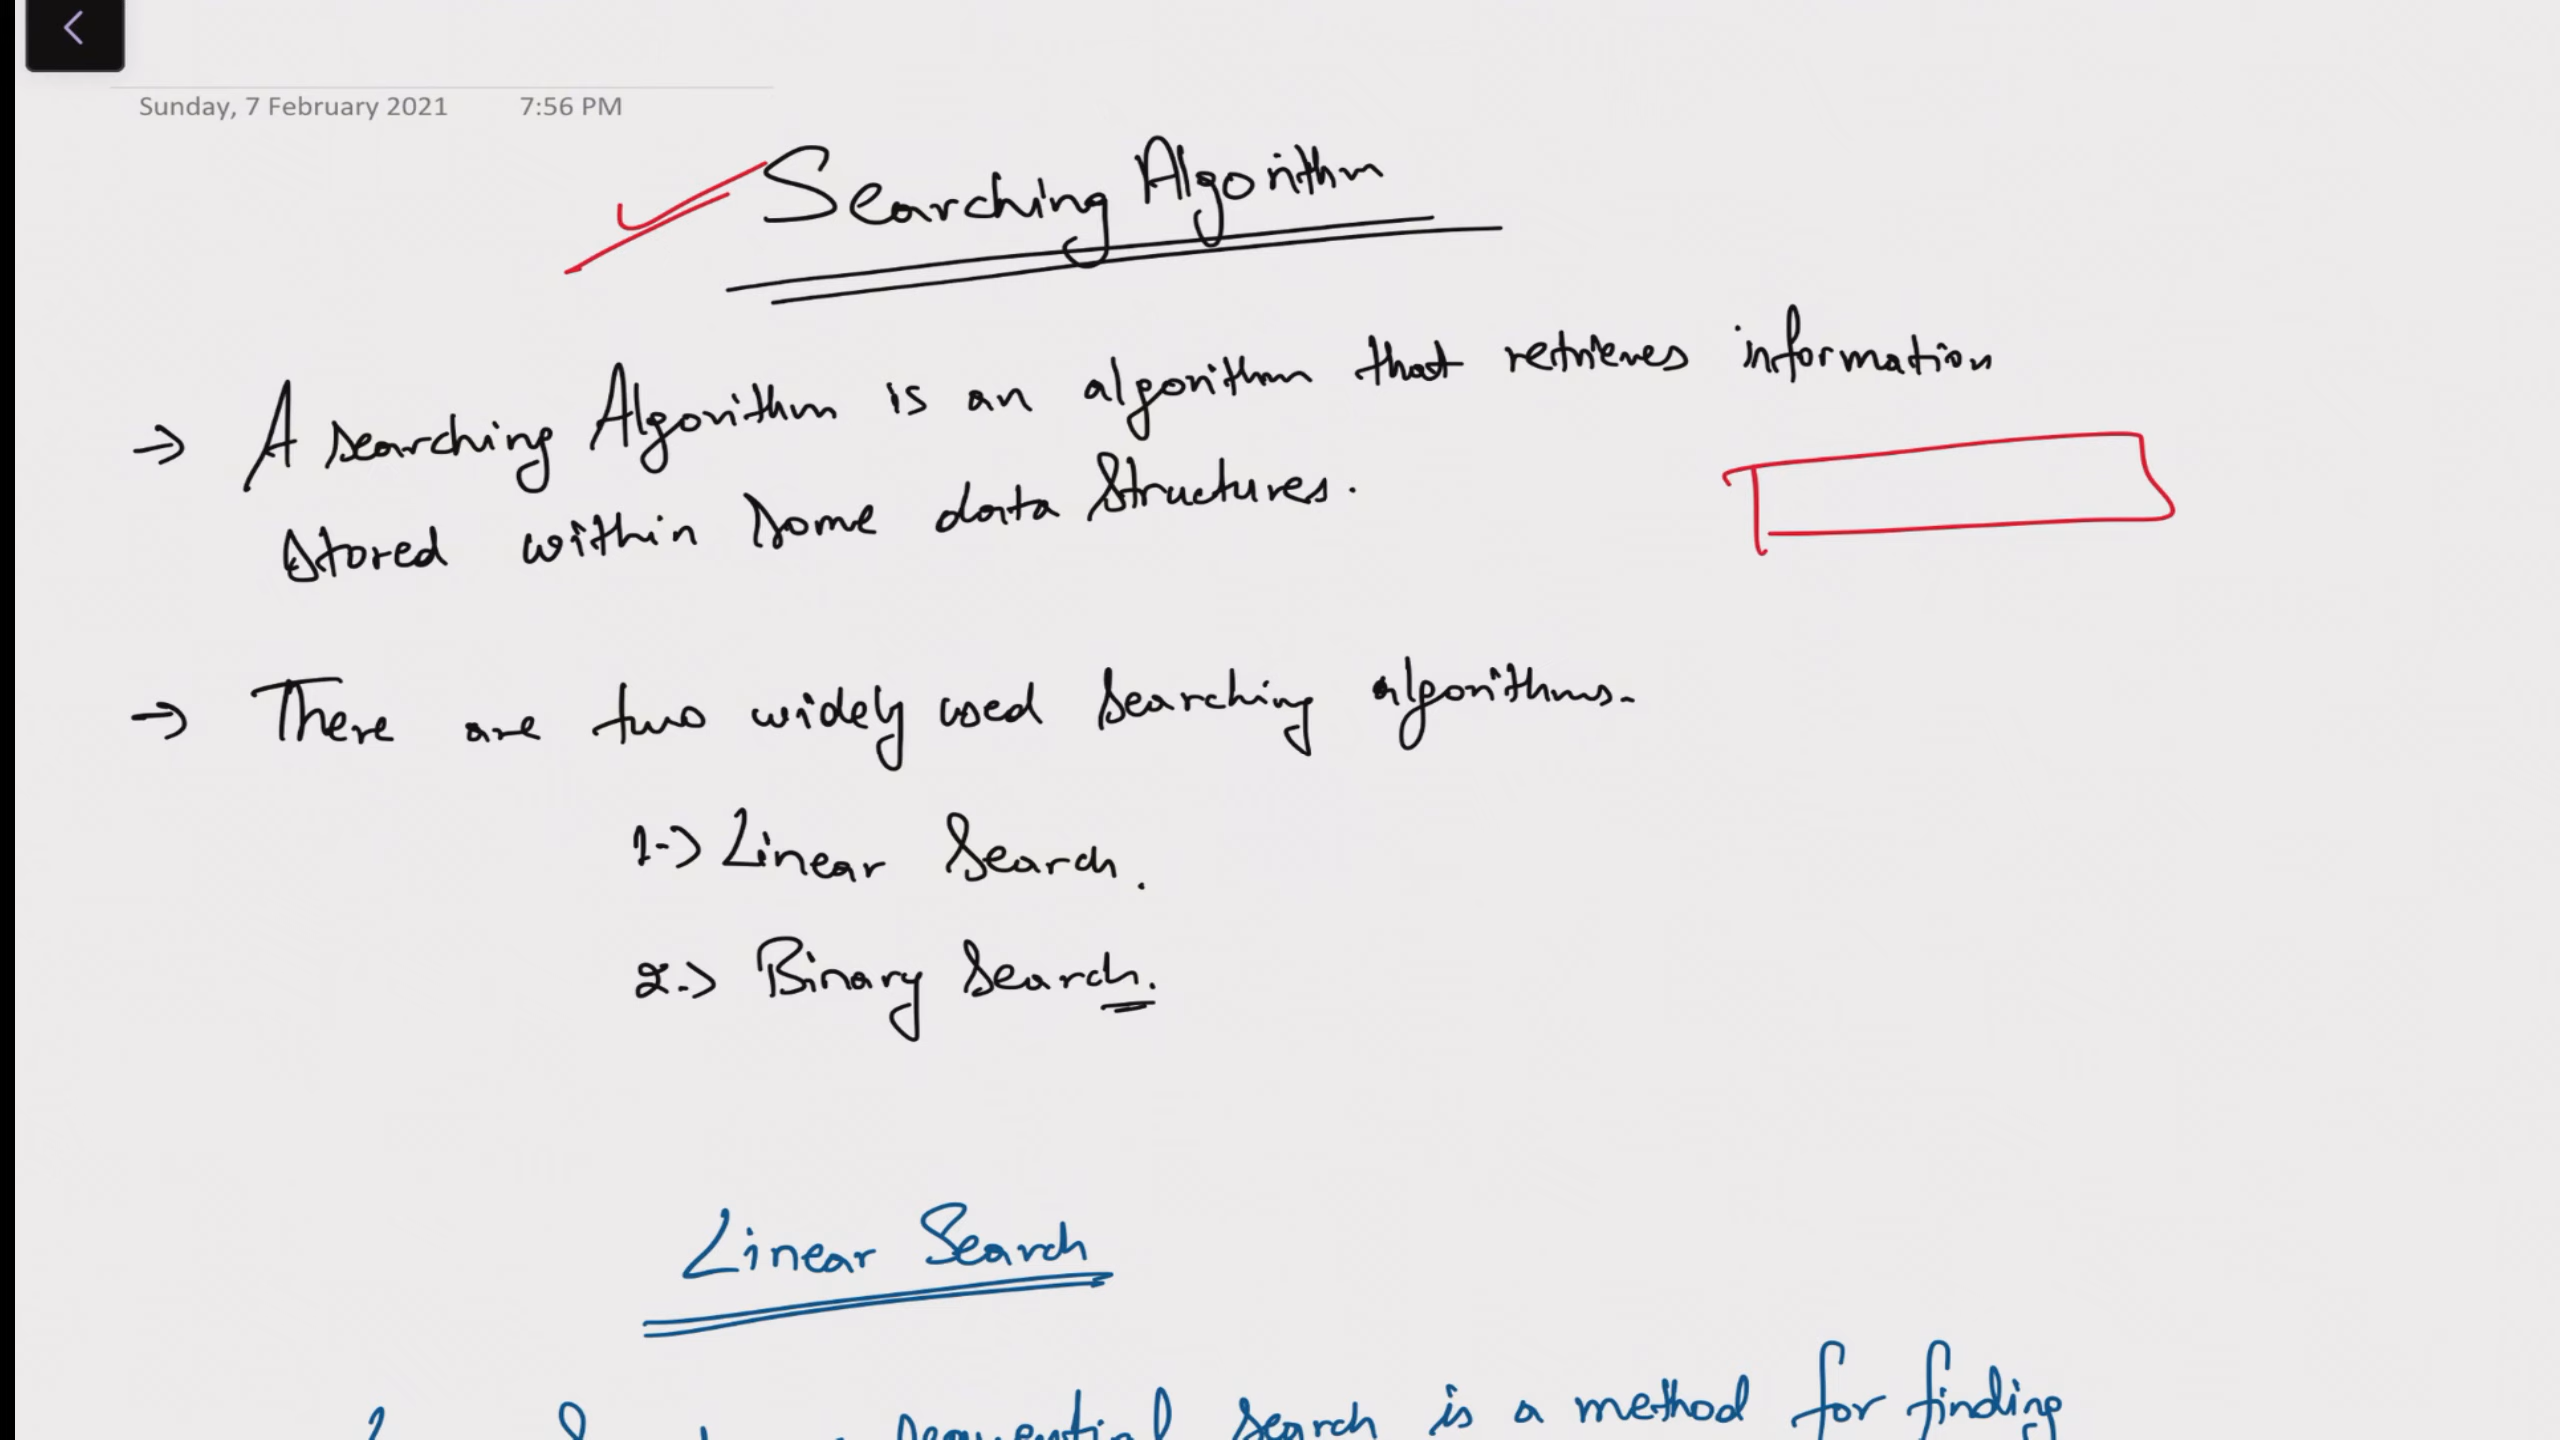 Sunday, 7 February 2021 7:56 PM
Searching Algorithm
→ A searching Algorithm is an algorithm that retrieves information
stored within some data structures.
→ There are two widely used searching algorithms.
1.→ Linear Search.
2.→ Binary Search.
Linear Search
sequential search is a method for finding